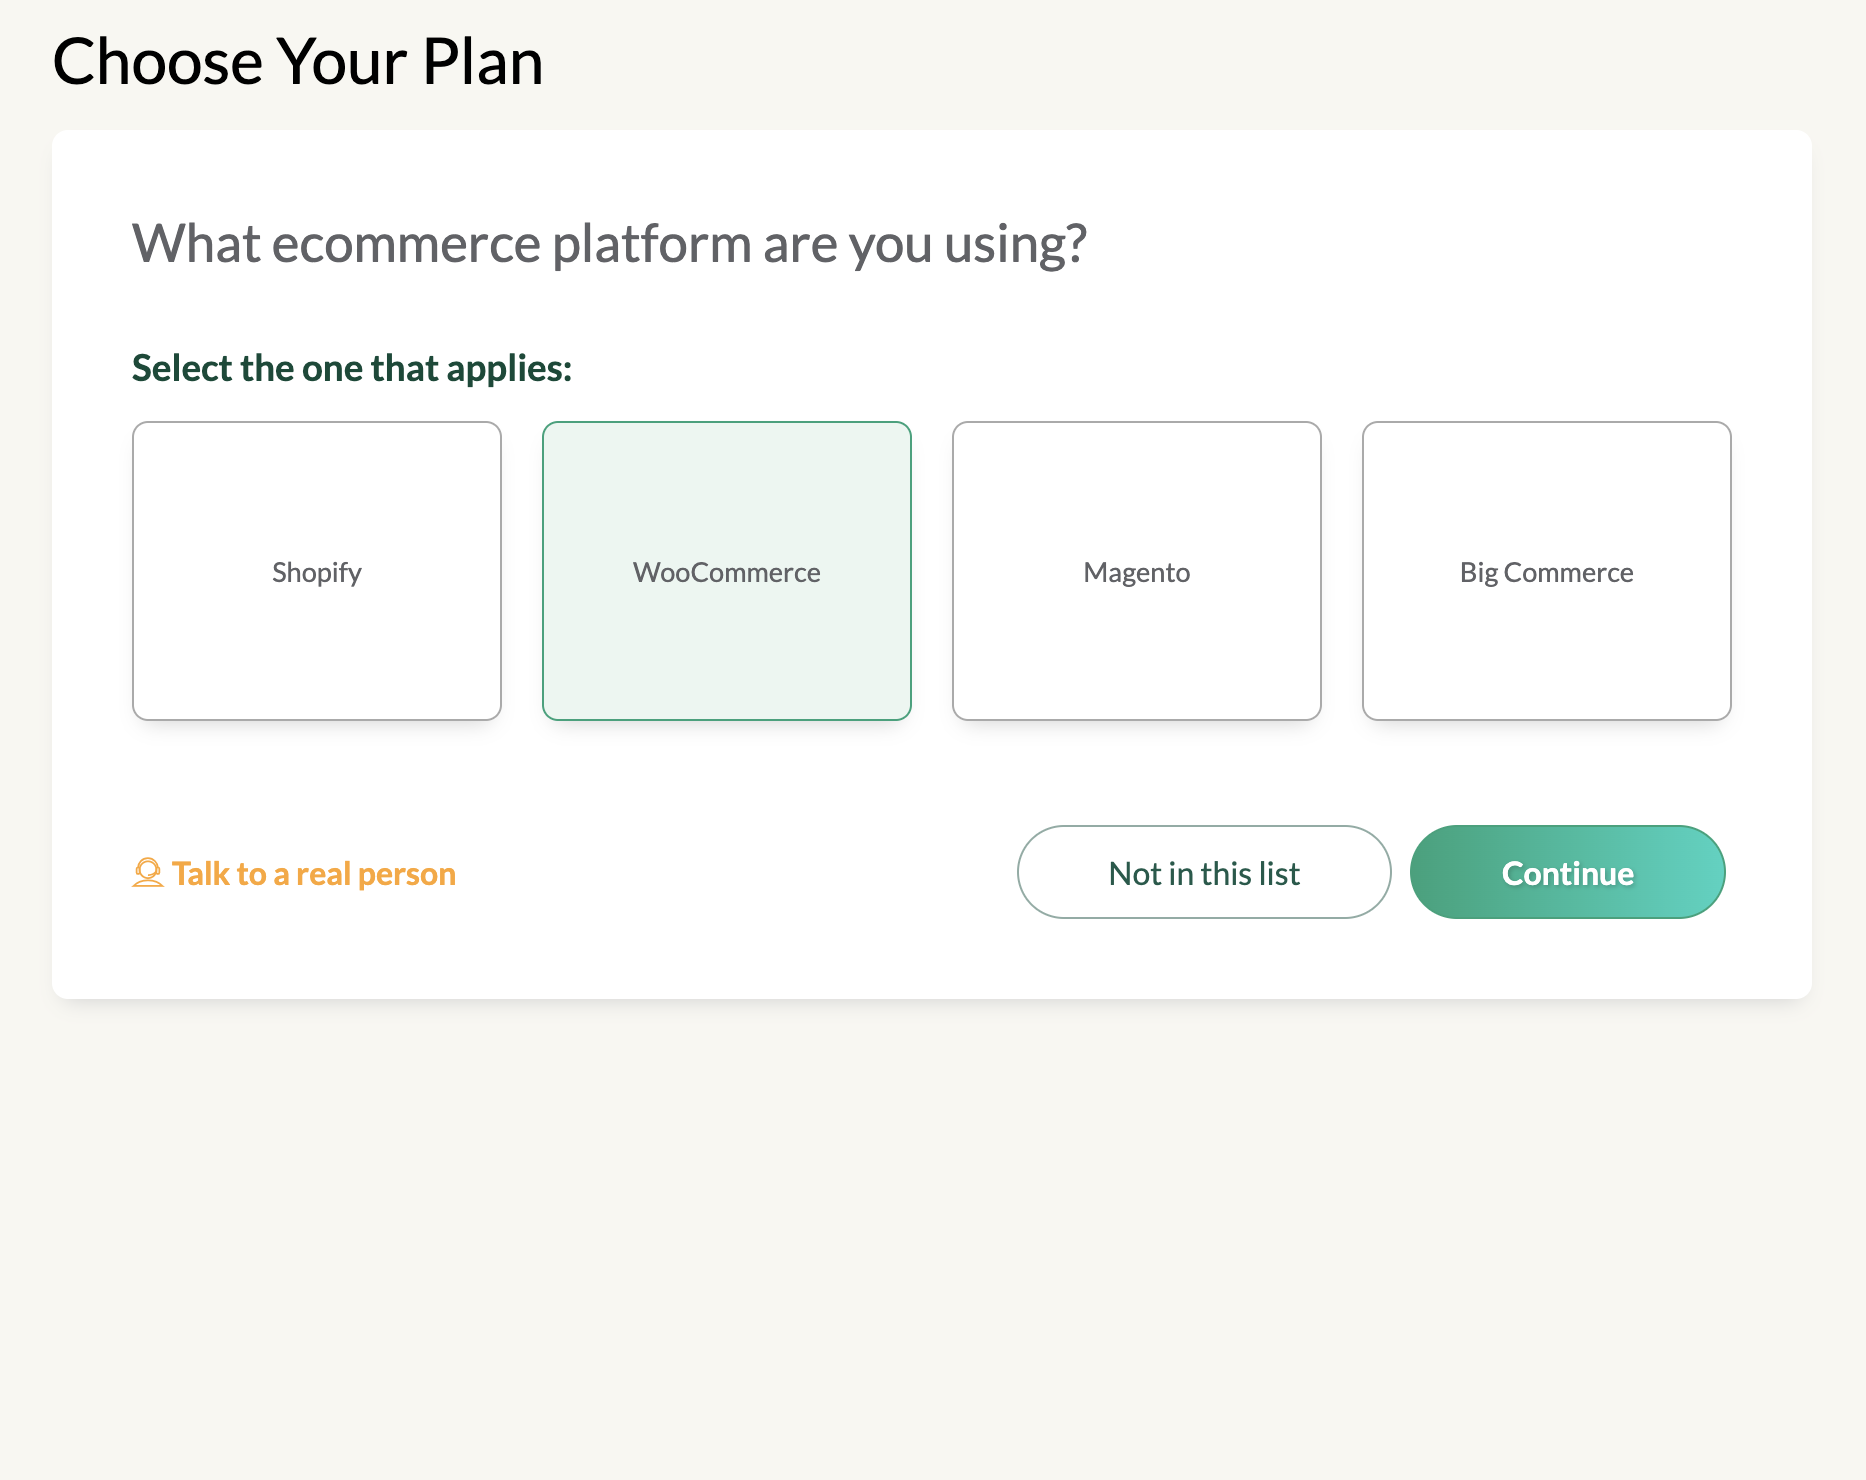 Choose Your Plan
What ecommerce platform are you using?
Select the one that applies:
Shopify
WooCommerce
Magento
Big Commerce
Talk to a real person
Not in this list
Continue